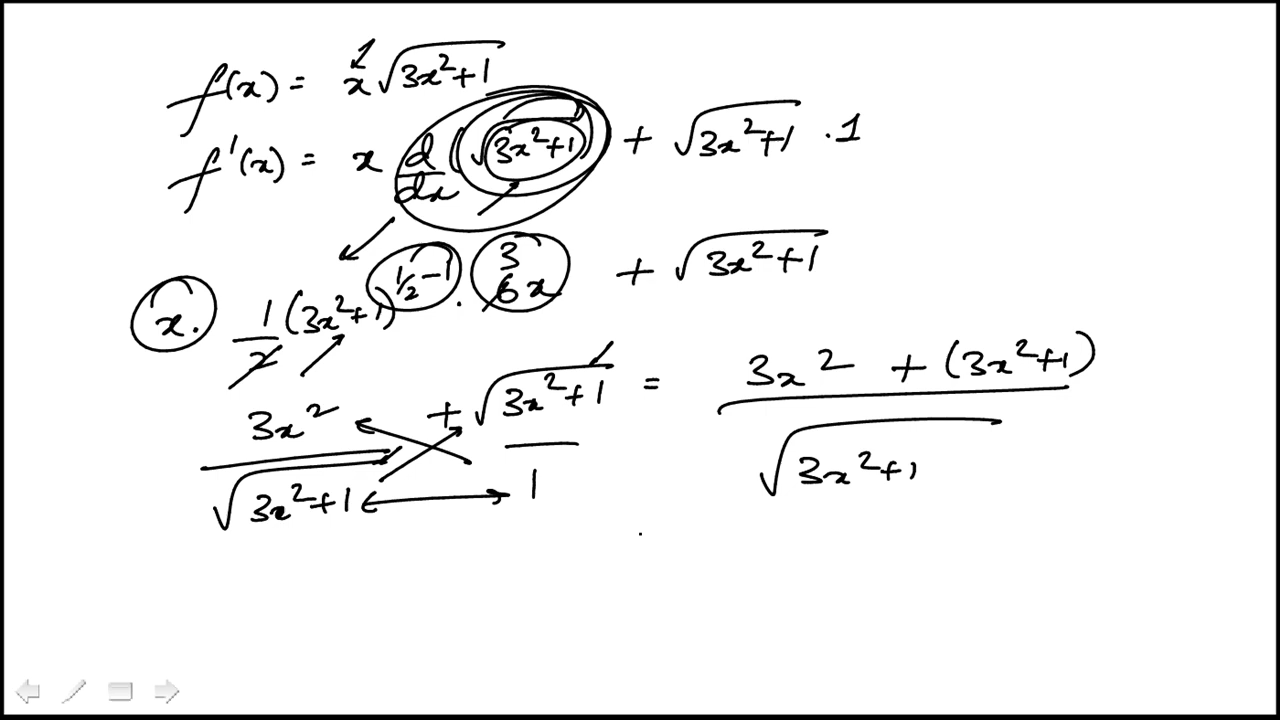 f(x) = x √3x²+1
f'(x) = x d/dx (√3x²+1) + √3x²+1 . 1
x. 1/2 (3x²+1)^(1/2 -1) . 3 6x + √3x²+1
3x²/√3x²+1 + √3x²+1/1 = 3x² + (3x²+1)/√3x²+1